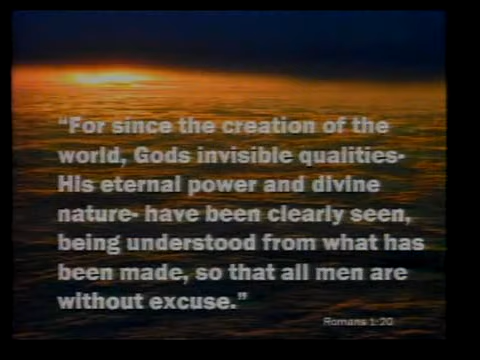 “For since the creation of the
world, Gods invisible qualities-
His eternal power and divine
nature- have been clearly seen,
being understood from what has
been made, so that all men are
without excuse.”
Romans 1:20